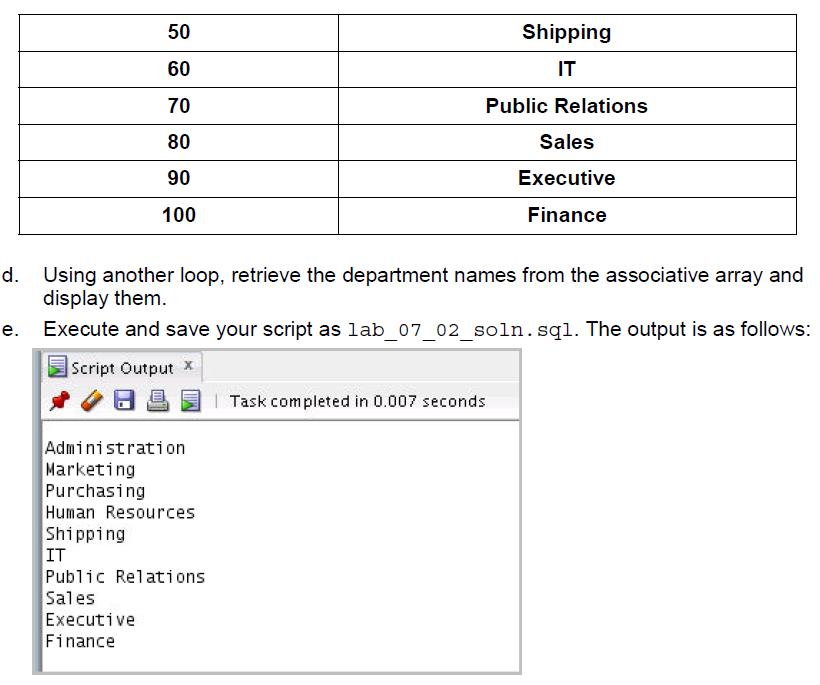 50 Shipping
60 IT
70 Public Relations
80 Sales
90 Executive
100 Finance
d. Using another loop, retrieve the department names from the associative array and
display them.
e. Execute and save your script as lab_07_02_soln.sql. The output is as follows:
Script Output x
Task completed in 0.007 seconds
Administration
Marketing
Purchasing
Human Resources
Shipping
IT
Public Relations
Sales
Executive
Finance